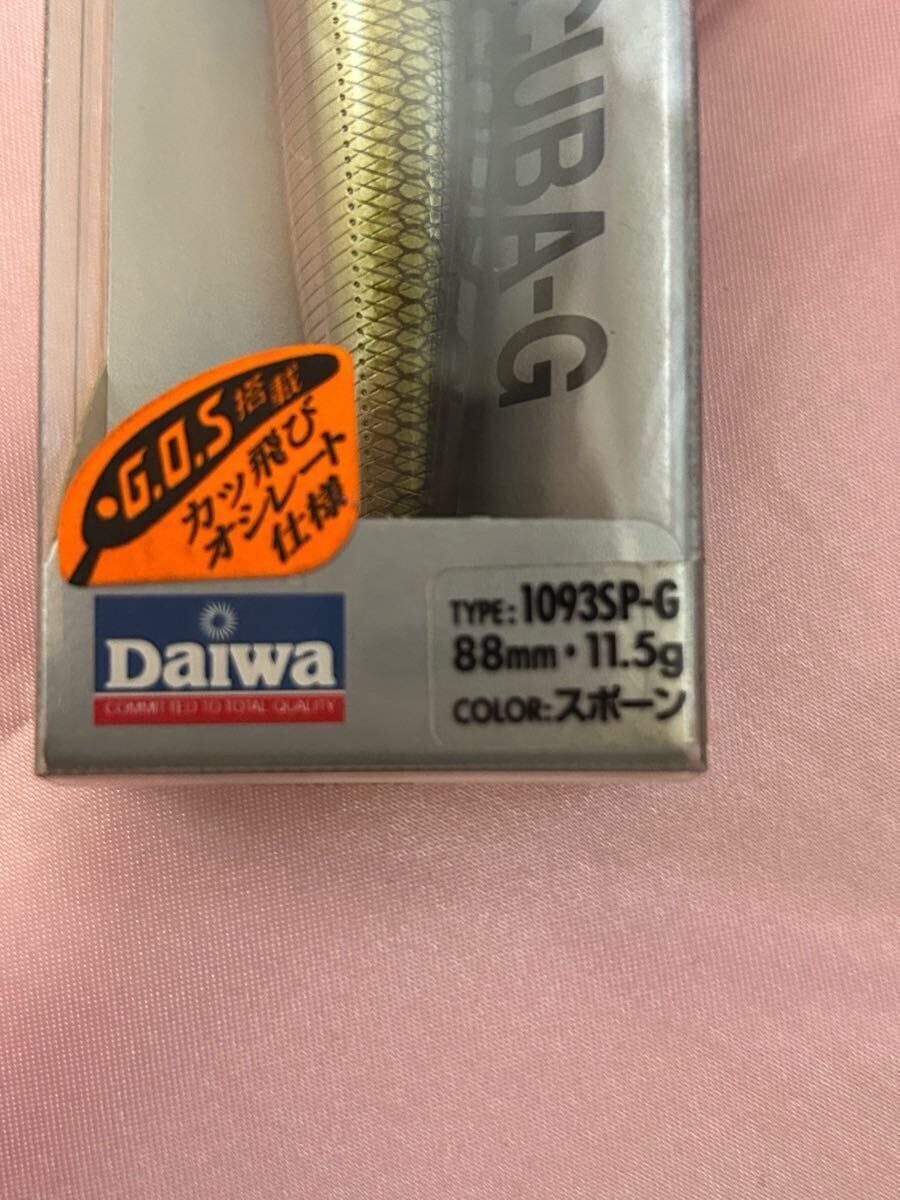 CUBA-G
G.O.S搭載
カッ飛び
オシレート
仕様
Daiwa
COMMITTED TO TOTAL QUALITY
TYPE: 1093SP-G
88mm・11.5g
COLOR: スポーン